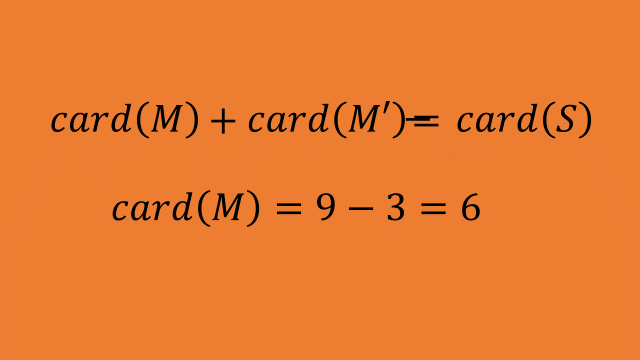 card(M) + card(M′) −= card(S)
card(M) = 9 − 3 = 6